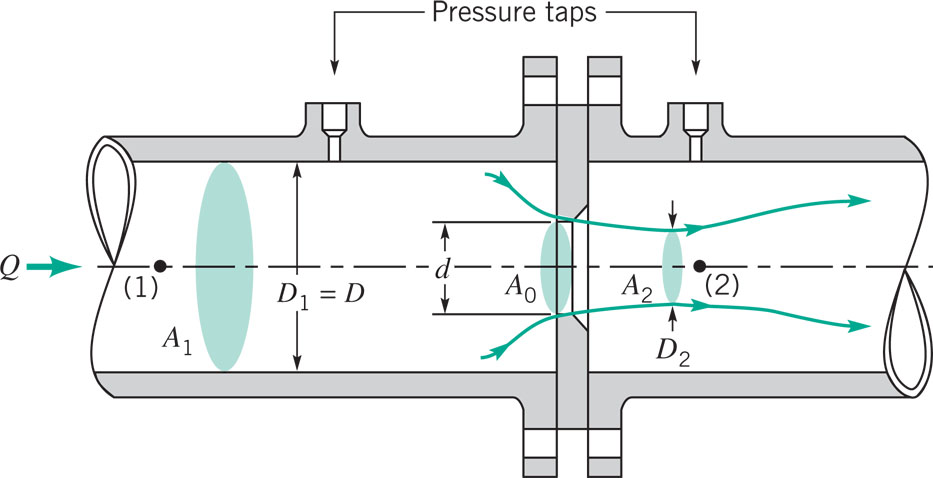 Pressure taps
Q
(1)
A₁
D₁ = D
d
A₀
A₂
(2)
D₂